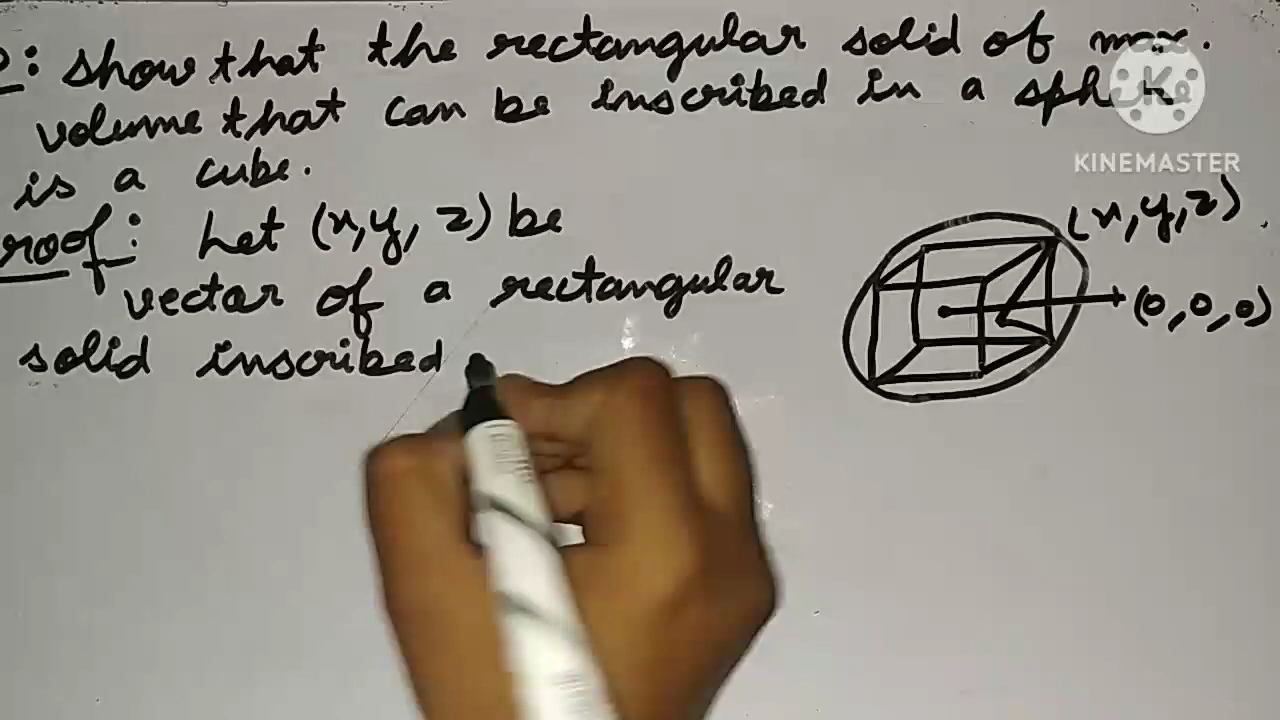 : show that the rectangular solid of max.
volume that can be inscribed in a
is a cube.
roof: Let (x, y, z) be
vector of a rectangular
solid inscribed
(x, y, z).
(0, 0, 0)
Ke
KINEMASTER